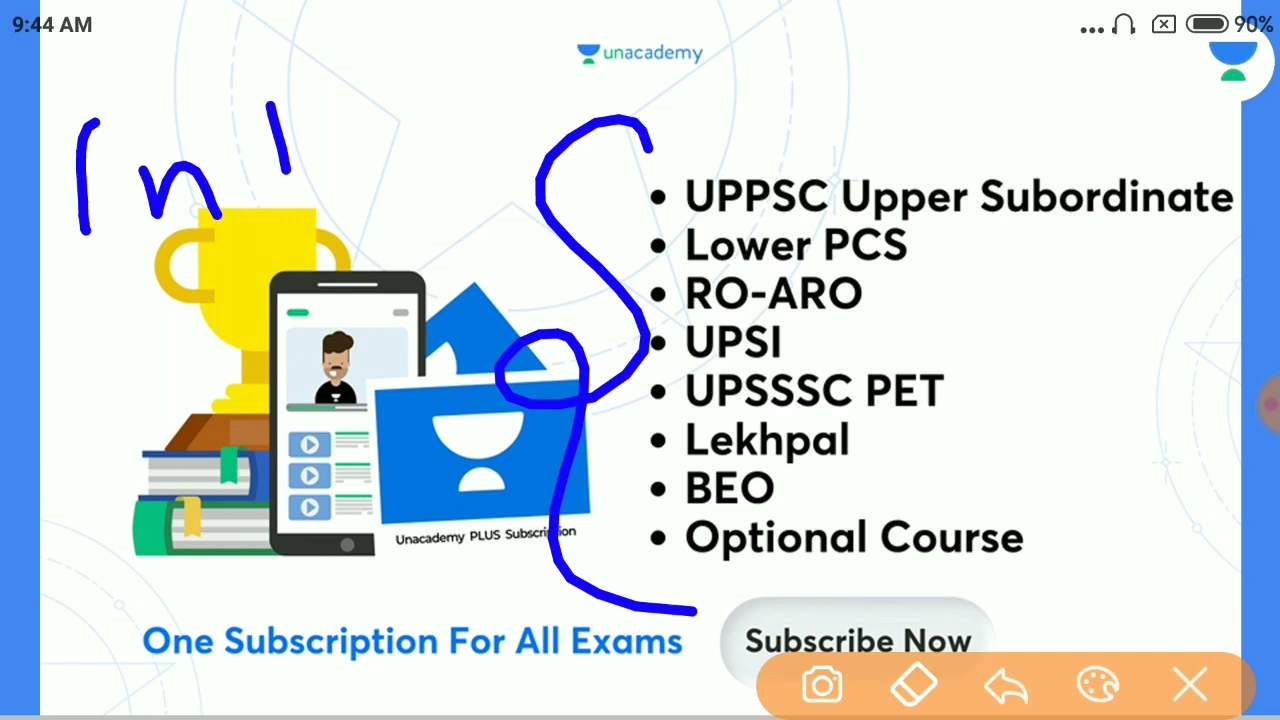 9:44 AM
90%
unacademy
UPPSC Upper Subordinate
Lower PCS
RO-ARO
UPSI
UPSSSC PET
Lekhpal
BEO
Optional Course
Unacademy PLUS Subscription
One Subscription For All Exams
Subscribe Now